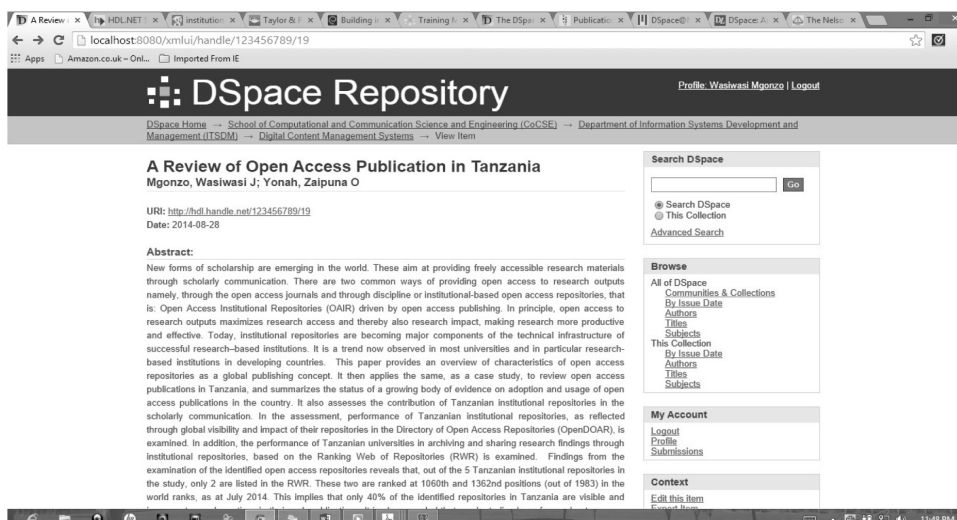 A Review
HDL.NET
institution
Taylor & F
Building i
Training M
The DSpa
Publicatio
DSpace@
DSpace: A
The Nelso
localhost:8080/xmlui/handle/123456789/19
Apps Amazon.co.uk – Onl... Imported From IE
DSpace Repository
Profile: Wasiwasi Mgonzo | Logout
DSpace Home → School of Computational and Communication Science and Engineering (CoCSE) → Department of Information Systems Development and
Management (ITSDM) → Digital Content Management Systems → View Item
A Review of Open Access Publication in Tanzania
Mgonzo, Wasiwasi J; Yonah, Zaipuna O
URI: http://hdl.handle.net/123456789/19
Date: 2014-08-28
Abstract:
New forms of scholarship are emerging in the world. These aim at providing freely accessible research materials
through scholarly communication. There are two common ways of providing open access to research outputs
namely, through the open access journals and through discipline or institutional-based open access repositories, that
is: Open Access Institutional Repositories (OAIR) driven by open access publishing. In principle, open access to
research outputs maximizes research access and thereby also research impact, making research more productive
and effective. Today, institutional repositories are becoming major components of the technical infrastructure of
successful research–based institutions. It is a trend now observed in most universities and in particular research-
based institutions in developing countries. This paper provides an overview of characteristics of open access
repositories as a global publishing concept. It then applies the same, as a case study, to review open access
publications in Tanzania, and summarizes the status of a growing body of evidence on adoption and usage of open
access publications in the country. It also assesses the contribution of Tanzanian institutional repositories in the
scholarly communication. In the assessment, performance of Tanzanian institutional repositories, as reflected
through global visibility and impact of their repositories in the Directory of Open Access Repositories (OpenDOAR), is
examined. In addition, the performance of Tanzanian universities in archiving and sharing research findings through
institutional repositories, based on the Ranking Web of Repositories (RWR) is examined. Findings from the
examination of the identified open access repositories reveals that, out of the 5 Tanzanian institutional repositories in
the study, only 2 are listed in the RWR. These two are ranked at 1060th and 1362nd positions (out of 1983) in the
world ranks, as at July 2014. This implies that only 40% of the identified repositories in Tanzania are visible and
Search DSpace
Go
Search DSpace
This Collection
Advanced Search
Browse
All of DSpace
Communities & Collections
By Issue Date
Authors
Titles
Subjects
This Collection
By Issue Date
Authors
Titles
Subjects
My Account
Logout
Profile
Submissions
Context
Edit this item
Export Item
11:48 PM